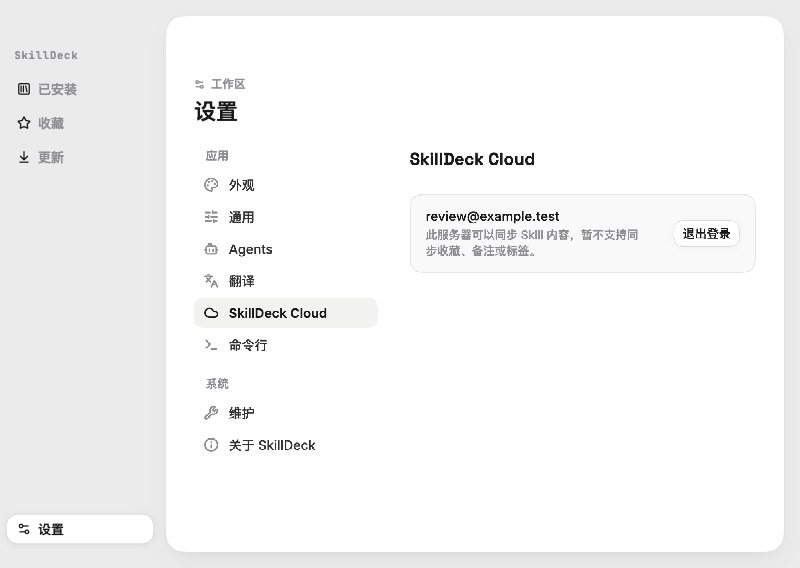 SkillDeck
已安装
收藏
更新
设置
工作区
设置
应用
外观
通用
Agents
翻译
SkillDeck Cloud
命令行
系统
维护
关于 SkillDeck
SkillDeck Cloud
review@example.test
此服务器可以同步 Skill 内容，暂不支持同
步收藏、备注或标签。
退出登录